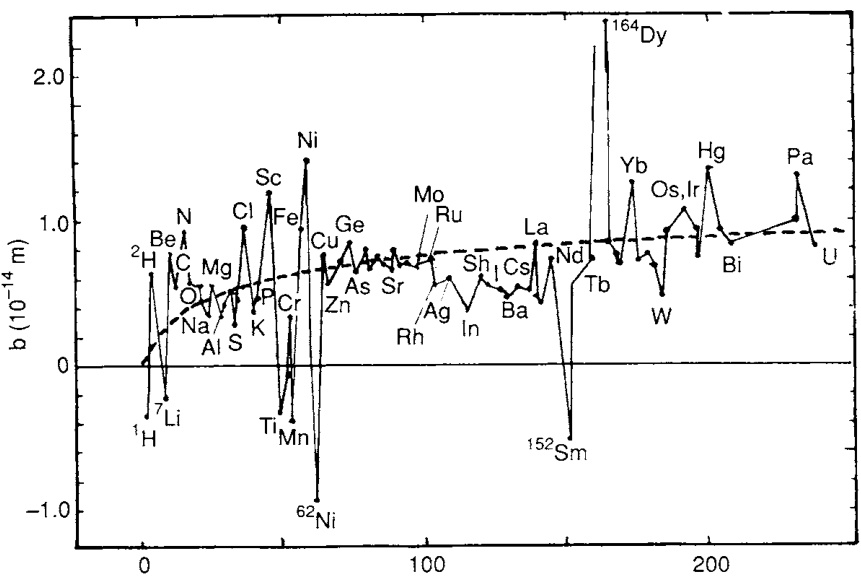 ¹⁶⁴Dy
2.0
Ni
Sc
Yb
Hg
Pa
Os,Ir
Mo
Ru
N
Cl
Fe
1.0
Be
²H
C
Mg
Cu
Ge
La
Nd
O
P
Cr
Zn
As
Sr
Sh
I
Cs
Tb
Bi
U
Na
Al
S
K
Rh
Ag
In
Ba
W
b (10⁻¹⁴ m)
0
⁷Li
¹H
Ti
Mn
¹⁵²Sm
⁶²Ni
−1.0
0
100
200